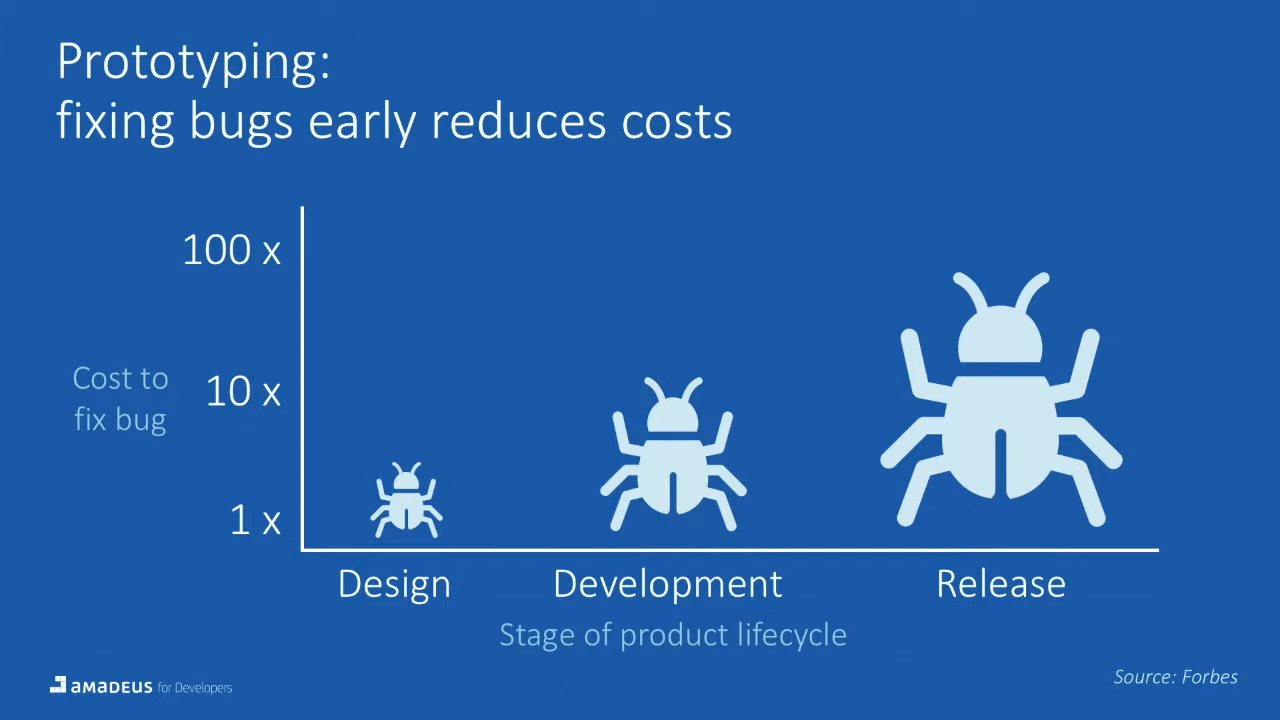 Prototyping:
fixing bugs early reduces costs
100 x
Cost to
fix bug
10 x
1 x
Design
Development
Release
Stage of product lifecycle
amadeus for Developers
Source: Forbes